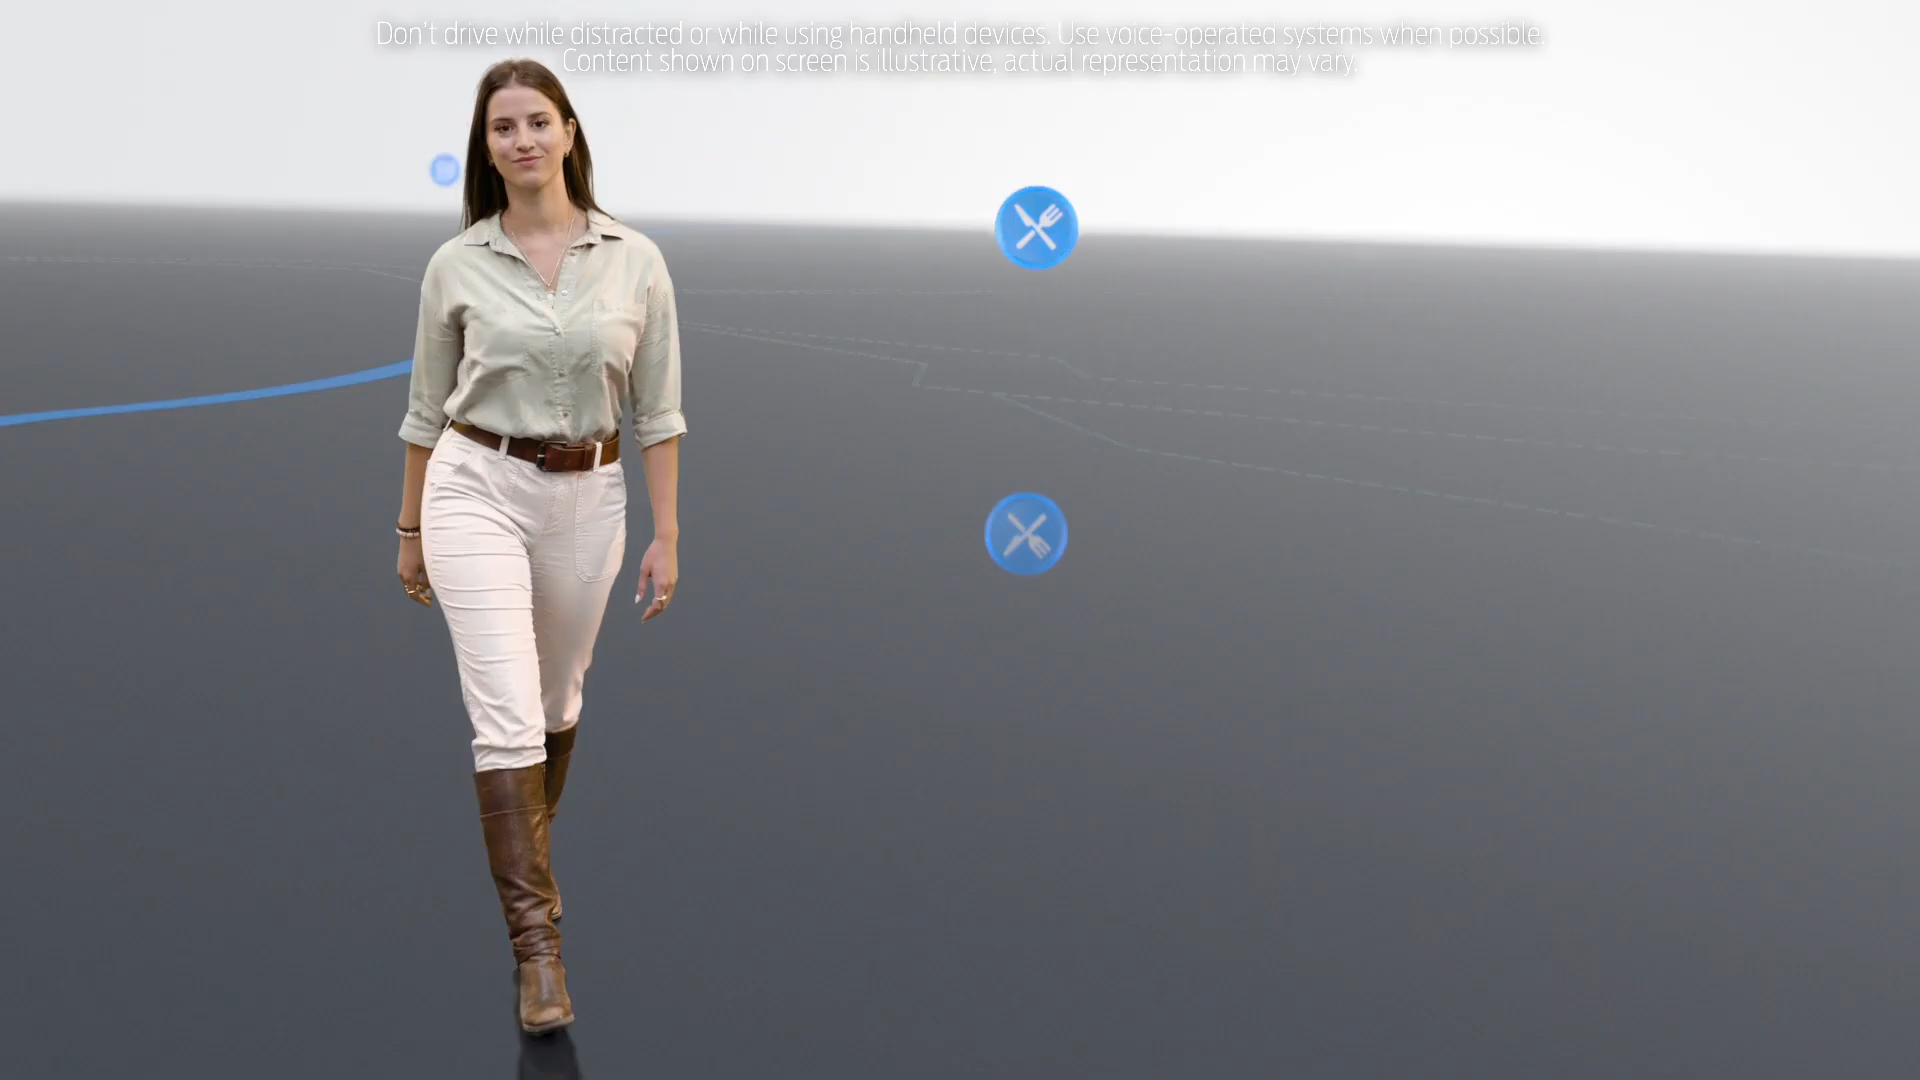 Don't drive while distracted or while using handheld devices. Use voice-operated systems when possible.
Content shown on screen is illustrative, actual representation may vary.